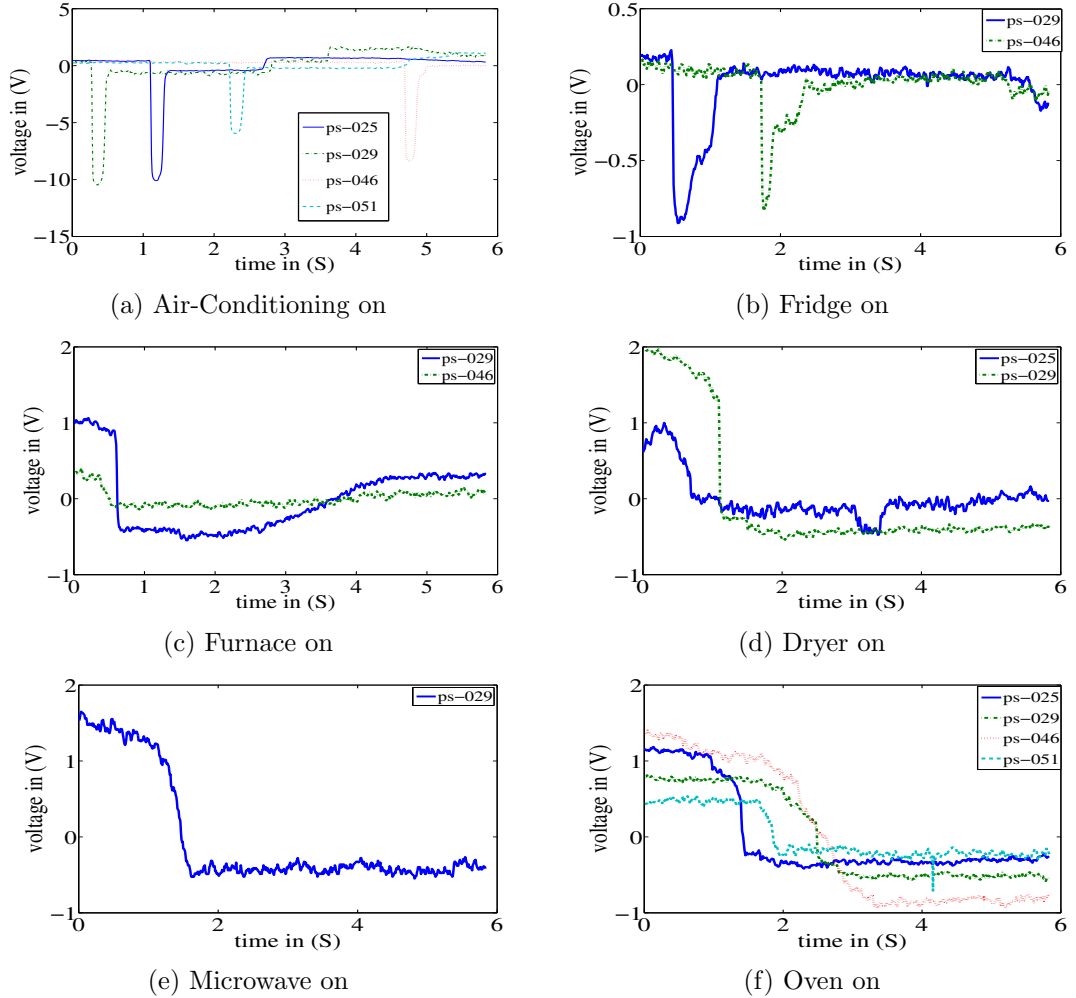 5
0
−5
−10
−15
0 1 2 3 4 5 6
voltage in (V)
time in (S)
ps−025
ps−029
ps−046
ps−051
(a) Air-Conditioning on
0.5
0
−0.5
−1
0 2 4 6
voltage in (V)
time in (S)
ps−029
ps−046
(b) Fridge on
2
1
0
−1
0 1 2 3 4 5 6
voltage in (V)
time in (S)
ps−029
ps−046
(c) Furnace on
2
1
0
−1
0 2 4 6
voltage in (V)
time in (S)
ps−025
ps−029
(d) Dryer on
2
1
0
−1
0 2 4 6
voltage in (V)
time in (S)
ps−029
(e) Microwave on
2
1
0
−1
0 2 4 6
voltage in (V)
time in (S)
ps−025
ps−029
ps−046
ps−051
(f) Oven on